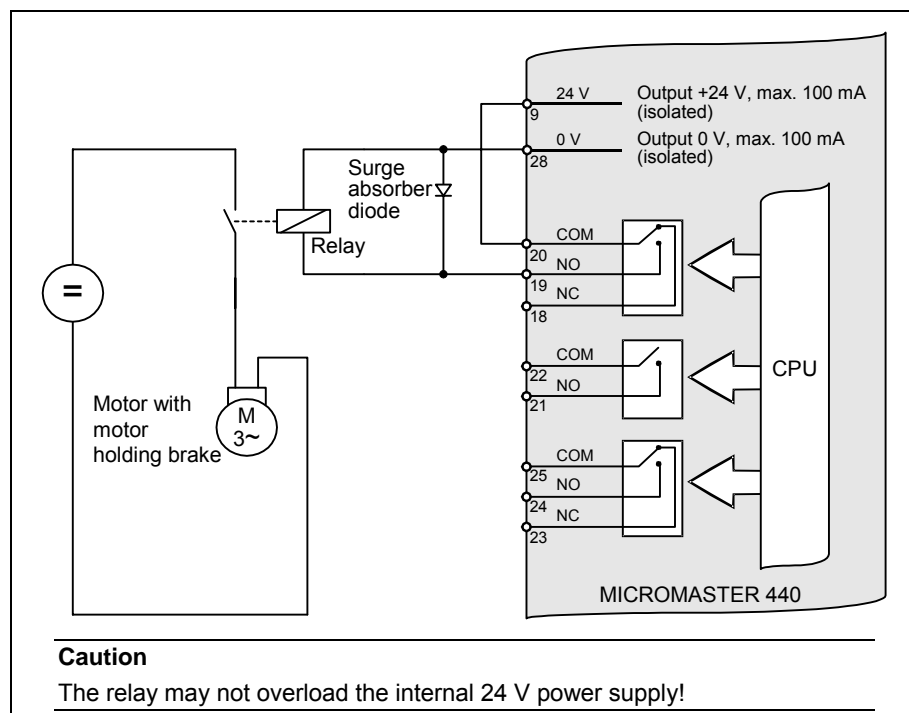 24 V
Output +24 V, max. 100 mA
(isolated)
9
0 V
Output 0 V, max. 100 mA
(isolated)
28
Surge
absorber
diode
Relay
COM
20
NO
19
NC
18
=
COM
22
NO
21
CPU
Motor with
motor
holding brake
M
3~
COM
25
NO
24
NC
23
MICROMASTER 440
Caution
The relay may not overload the internal 24 V power supply!